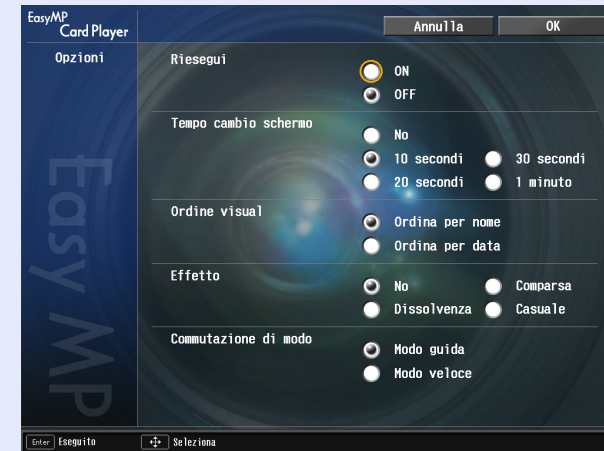 EasyMP
Card Player
Annulla
OK
Opzioni
Riesegui
ON
OFF
Tempo cambio schermo
No
10 secondi
30 secondi
20 secondi
1 minuto
Ordine visual
Ordina per nome
Ordina per data
Effetto
No
Comparsa
Dissolvenza
Casuale
Commutazione di modo
Modo guida
Modo veloce
Easy MP
Enter Eseguito
Seleziona